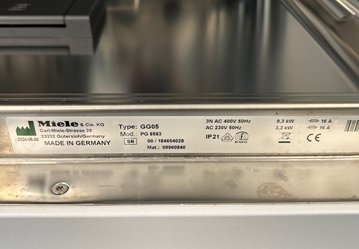 Miele & Cie. KG
Carl-Miele-Strasse 29
33332 Gütersloh/Germany
2024-06-06
MADE IN GERMANY
Type: GG05
Mod.: PG 8583
SN 00 / 184654028
Mat.: 09960840
3N AC 400V 50Hz 9,3 kW 16 A
AC 230V 50Hz 3,3 kW 16 A
IP21